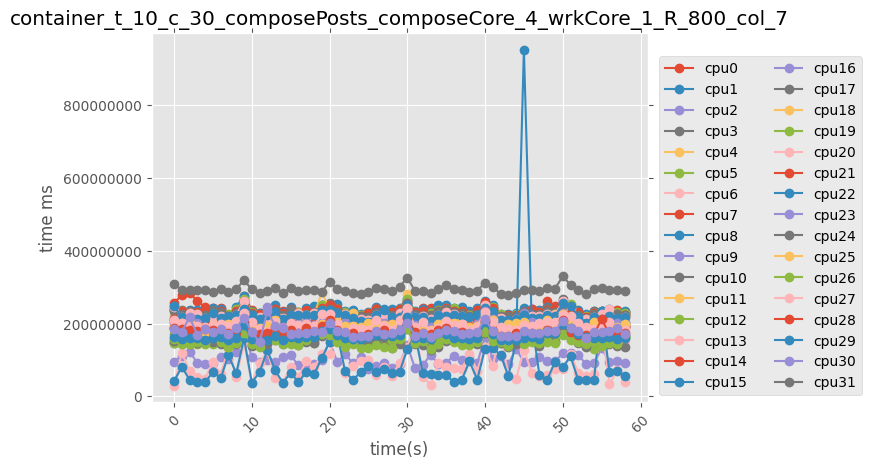 container_t_10_c_30_composePosts_composeCore_4_wrkCore_1_R_800_col_7
time ms
800000000
600000000
400000000
200000000
0
0
10
20
30
40
50
60
time(s)
cpu0
cpu1
cpu2
cpu3
cpu4
cpu5
cpu6
cpu7
cpu8
cpu9
cpu10
cpu11
cpu12
cpu13
cpu14
cpu15
cpu16
cpu17
cpu18
cpu19
cpu20
cpu21
cpu22
cpu23
cpu24
cpu25
cpu26
cpu27
cpu28
cpu29
cpu30
cpu31